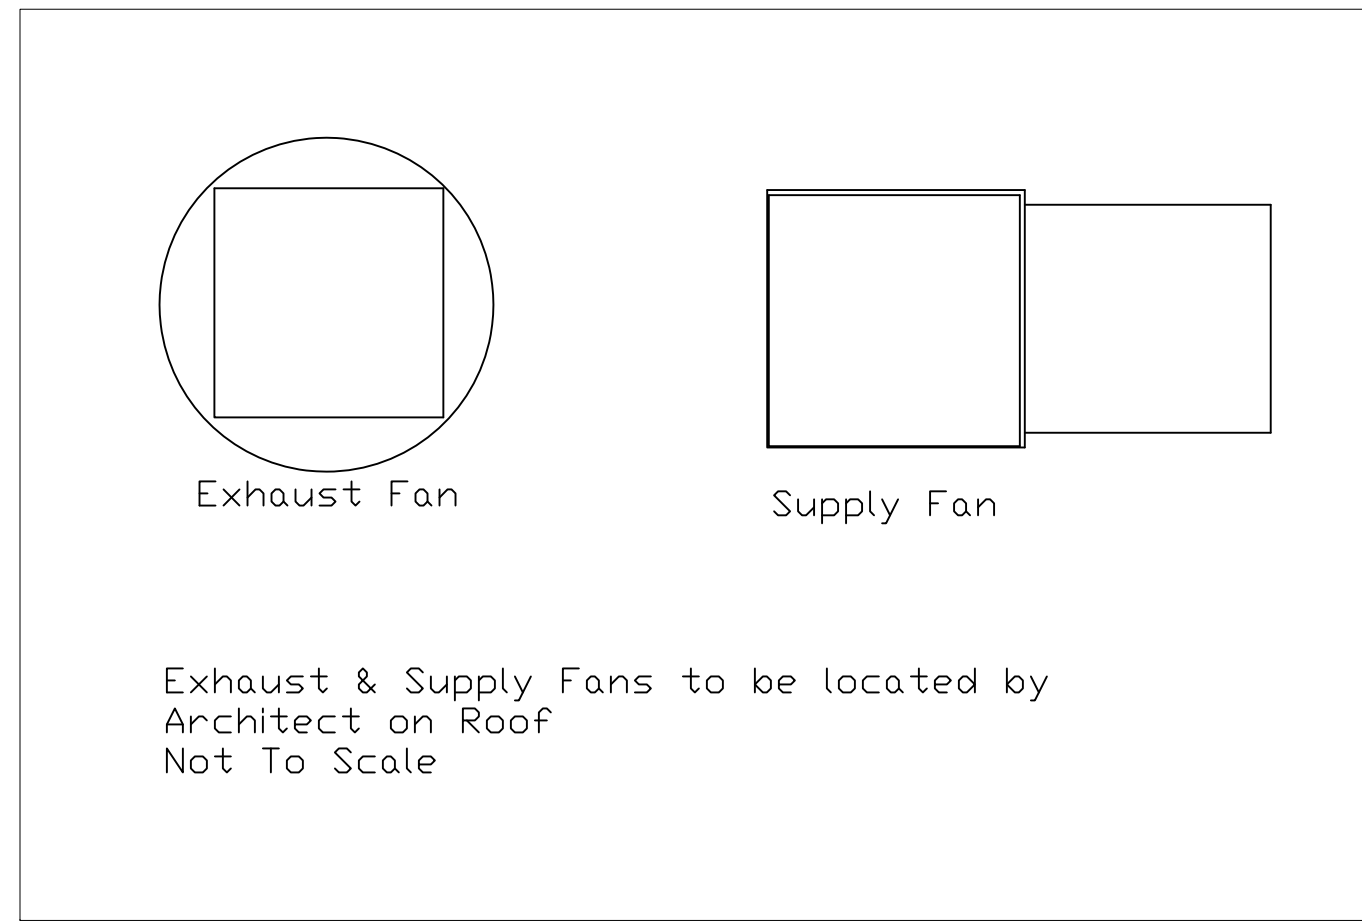 Exhaust Fan
Supply Fan
Exhaust & Supply Fans to be located by
Architect on Roof
Not To Scale